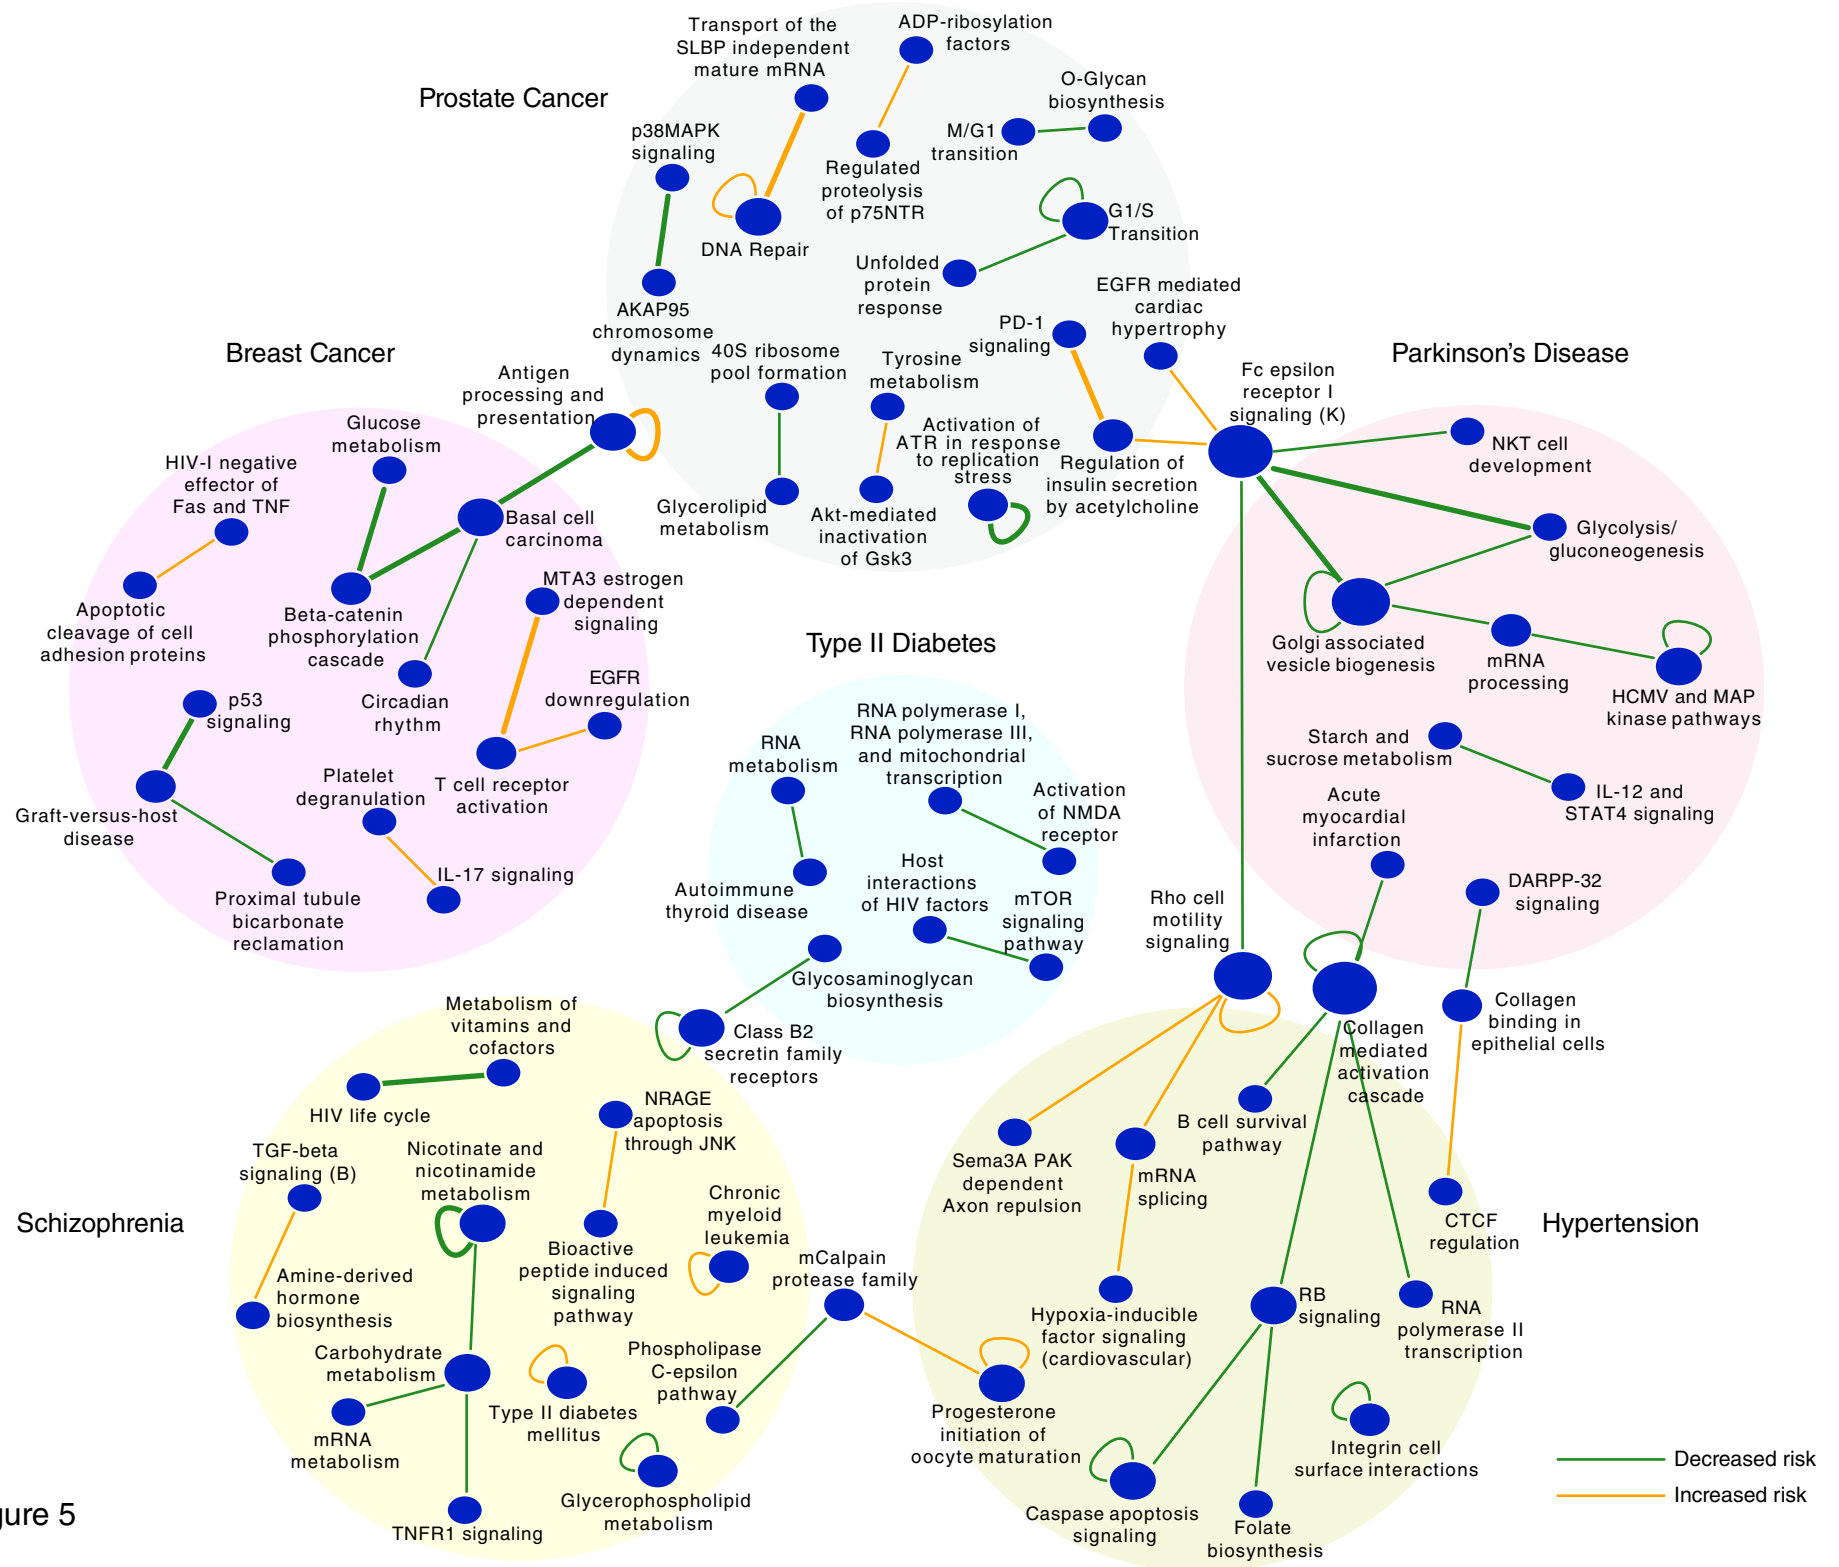 Prostate Cancer
Transport of the
SLBP independent
mature mRNA
ADP-ribosylation
factors
O-Glycan
biosynthesis
M/G1
transition
p38MAPK
signaling
Regulated
proteolysis
of p75NTR
DNA Repair
G1/S
Transition
Unfolded
protein
response
AKAP95
chromosome
dynamics
EGFR mediated
cardiac
hypertrophy
PD-1
signaling
40S ribosome
pool formation
Tyrosine
metabolism
Activation of
ATR in response
to replication
stress
Regulation of
insulin secretion
by acetylcholine
Glycerolipid
metabolism
Akt-mediated
inactivation
of Gsk3
Breast Cancer
Antigen
processing and
presentation
Glucose
metabolism
HIV-I negative
effector of
Fas and TNF
Basal cell
carcinoma
Apoptotic
cleavage of cell
adhesion proteins
Beta-catenin
phosphorylation
cascade
MTA3 estrogen
dependent
signaling
Circadian
rhythm
EGFR
downregulation
p53
signaling
T cell receptor
activation
Platelet
degranulation
Graft-versus-host
disease
IL-17 signaling
Proximal tubule
bicarbonate
reclamation
Parkinson's Disease
Fc epsilon
receptor I
signaling (K)
NKT cell
development
Glycolysis/
gluconeogenesis
Golgi associated
vesicle biogenesis
mRNA
processing
HCMV and MAP
kinase pathways
Starch and
sucrose metabolism
IL-12 and
STAT4 signaling
Acute
myocardial
infarction
DARPP-32
signaling
Type II Diabetes
RNA polymerase I,
RNA polymerase III,
and mitochondrial
transcription
RNA
metabolism
Activation
of NMDA
receptor
Autoimmune
thyroid disease
Host
interactions
of HIV factors
mTOR
signaling
pathway
Glycosaminoglycan
biosynthesis
Class B2
secretin family
receptors
Rho cell
motility
signaling
Collagen
mediated
activation
cascade
Collagen
binding in
epithelial cells
Schizophrenia
Metabolism of
vitamins and
cofactors
HIV life cycle
NRAGE
apoptosis
through JNK
TGF-beta
signaling (B)
Nicotinate and
nicotinamide
metabolism
Chronic
myeloid
leukemia
Bioactive
peptide induced
signaling
pathway
Amine-derived
hormone
biosynthesis
mCalpain
protease family
Carbohydrate
metabolism
Phospholipase
C-epsilon
pathway
Type II diabetes
mellitus
mRNA
metabolism
Glycerophospholipid
metabolism
TNFR1 signaling
Hypertension
B cell survival
pathway
Sema3A PAK
dependent
Axon repulsion
mRNA
splicing
CTCF
regulation
Hypoxia-inducible
factor signaling
(cardiovascular)
RB
signaling
RNA
polymerase II
transcription
Progesterone
initiation of
oocyte maturation
Integrin cell
surface interactions
Caspase apoptosis
signaling
Folate
biosynthesis
Decreased risk
Increased risk
gure 5